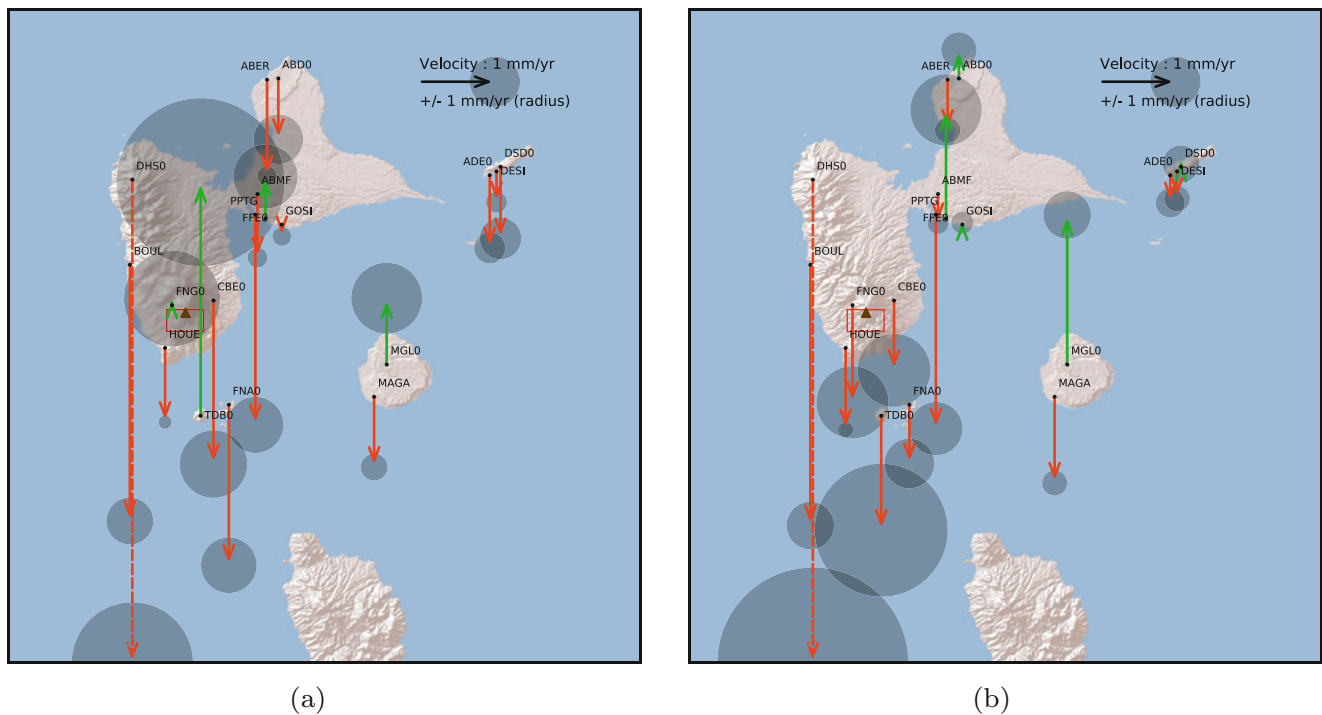 ABER
ABD0
Velocity : 1 mm/yr
+/- 1 mm/yr (radius)
DHS0
ADE0
DSD0
DESI
ABMF
PPTG
FFE0
GOSI
BOUL
FNG0
CBE0
HOUE
MGL0
MAGA
FNA0
TDB0
(a)
ABER
ABD0
Velocity : 1 mm/yr
+/- 1 mm/yr (radius)
DHS0
ADE0
DSD0
DESI
ABMF
PPTG
FFE0
GOSI
BOUL
FNG0
CBE0
HOUE
MGL0
MAGA
FNA0
TDB0
(b)